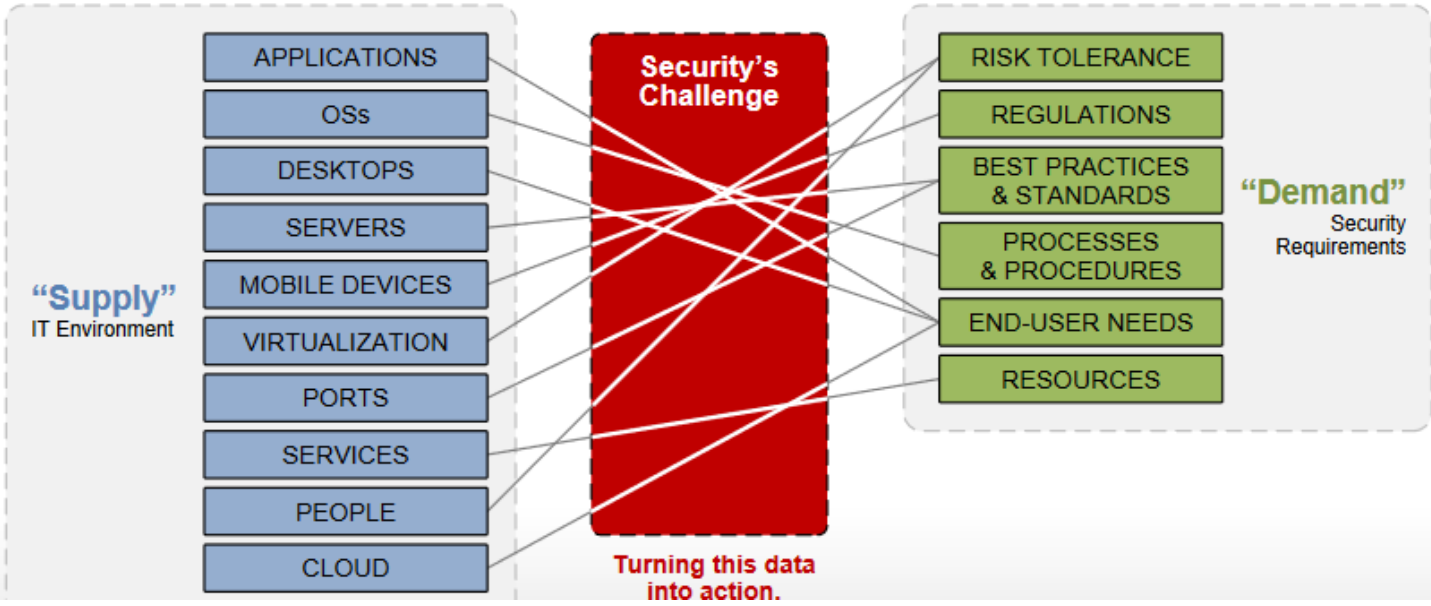 “Supply”
IT Environment
APPLICATIONS
OSs
DESKTOPS
SERVERS
MOBILE DEVICES
VIRTUALIZATION
PORTS
SERVICES
PEOPLE
CLOUD
Security’s
Challenge
Turning this data
into action.
RISK TOLERANCE
REGULATIONS
BEST PRACTICES
& STANDARDS
PROCESSES
& PROCEDURES
END-USER NEEDS
RESOURCES
“Demand”
Security
Requirements